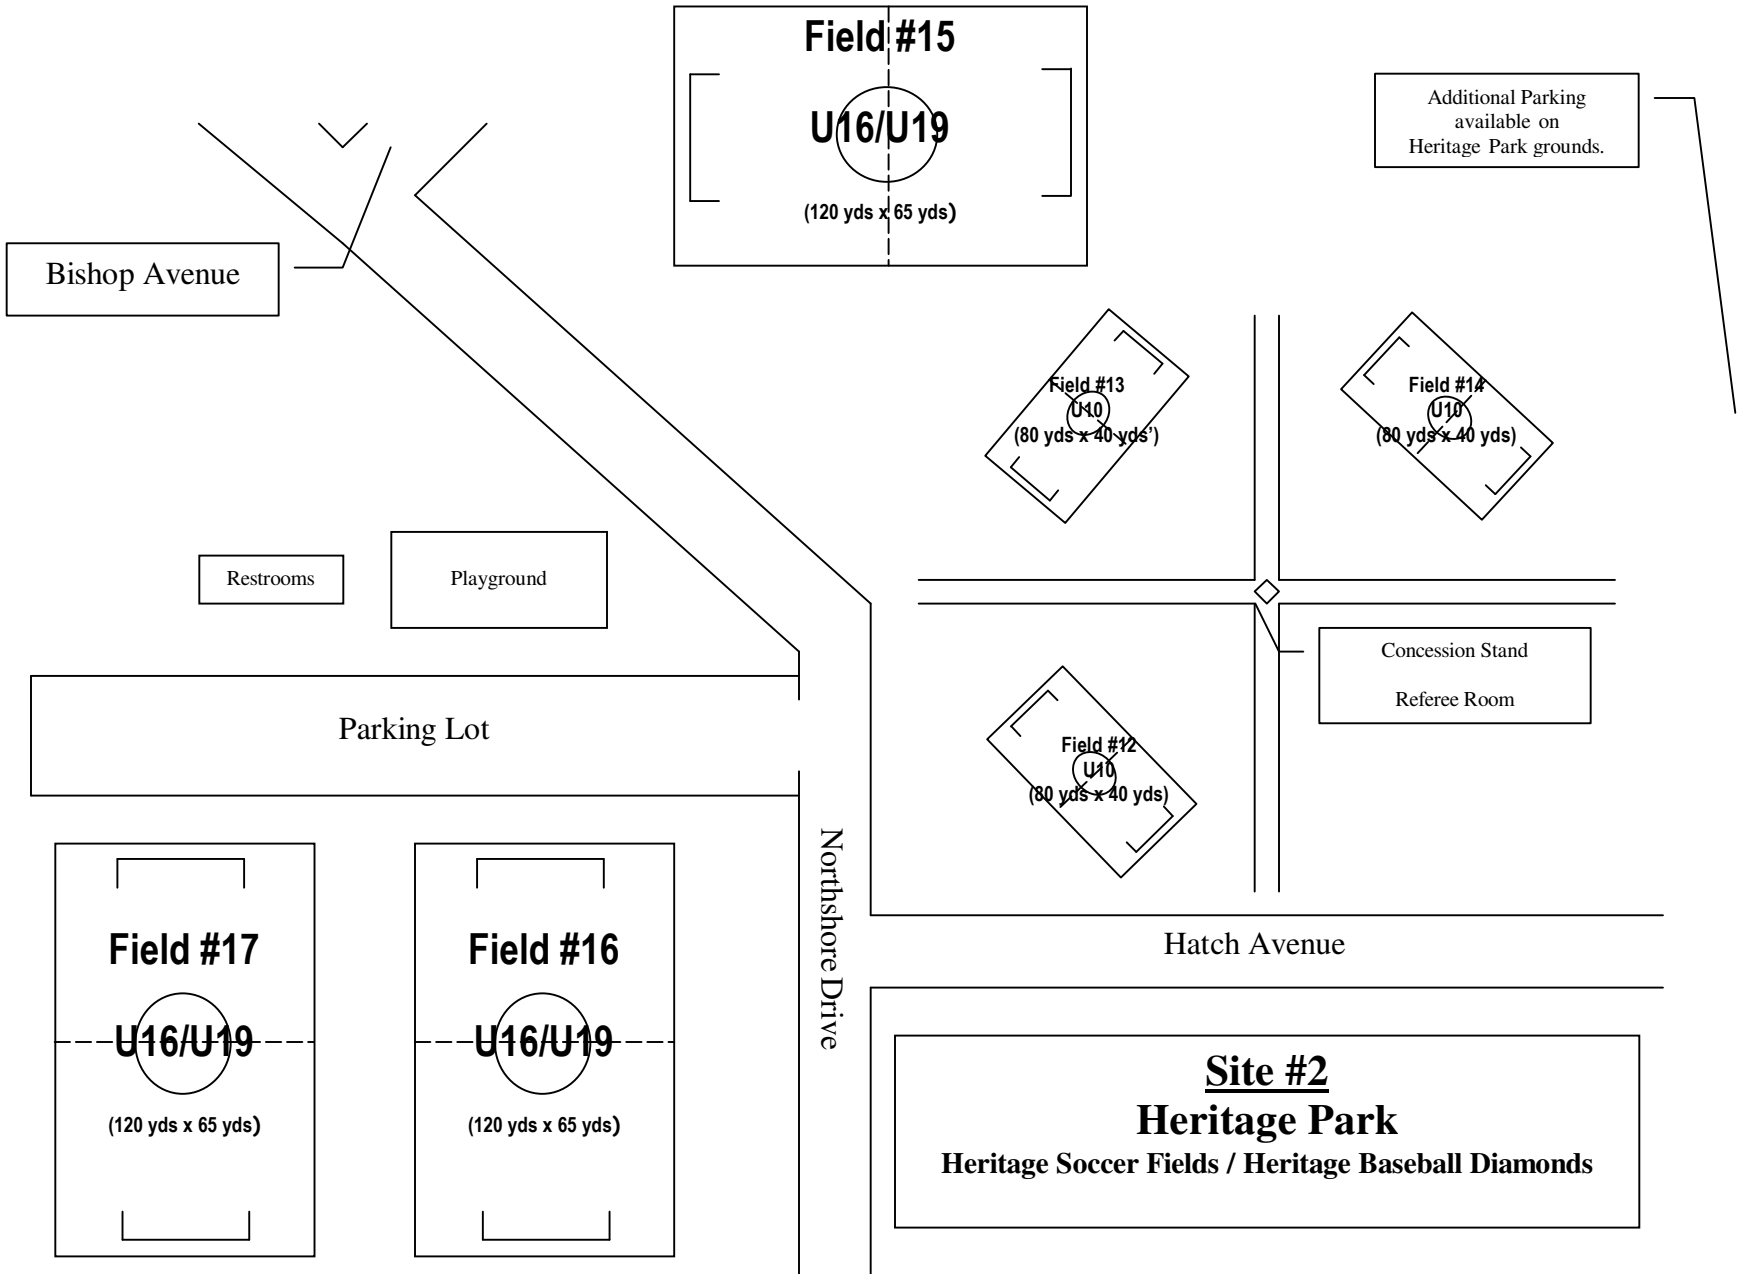 Field #15
U16/U19
(120 yds x 65 yds)
Additional Parking
available on
Heritage Park grounds.
Bishop Avenue
Field #13
U10
(80 yds x 40 yds')
Field #14
U10
(80 yds x 40 yds)
Restrooms
Playground
Concession Stand
Referee Room
Parking Lot
Field #12
U10
(80 yds x 40 yds)
Northshore Drive
Field #17
U16/U19
(120 yds x 65 yds)
Field #16
U16/U19
(120 yds x 65 yds)
Hatch Avenue
Site #2
Heritage Park
Heritage Soccer Fields / Heritage Baseball Diamonds